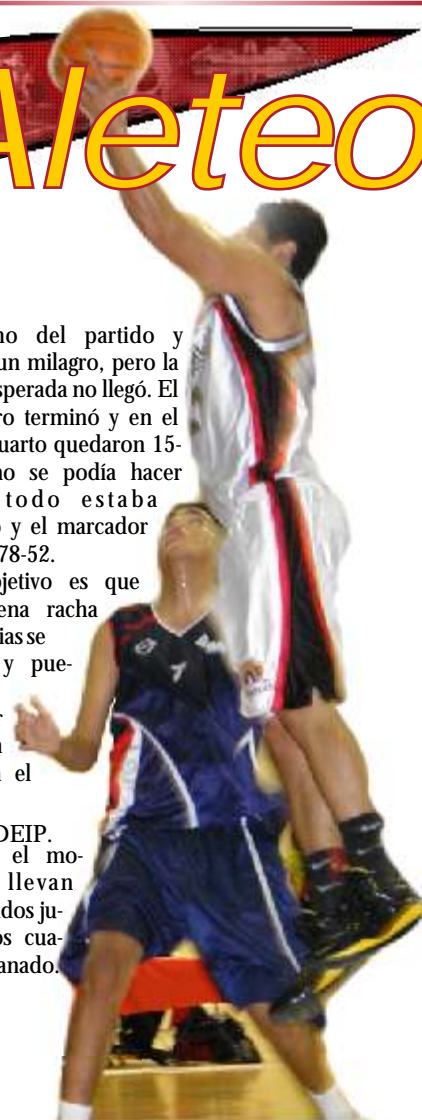 Aleteo
no del partido y
un milagro, pero la
sperada no llegó. El
ro terminó y en el
uarto quedaron 15-
no se podía hacer
todo estaba
y el marcador
78-52.
jetivo es que
ena racha
ias se
y pue-
el
DEIP.
el mo-
llevan
dos ju-
os cua-
anado.
7